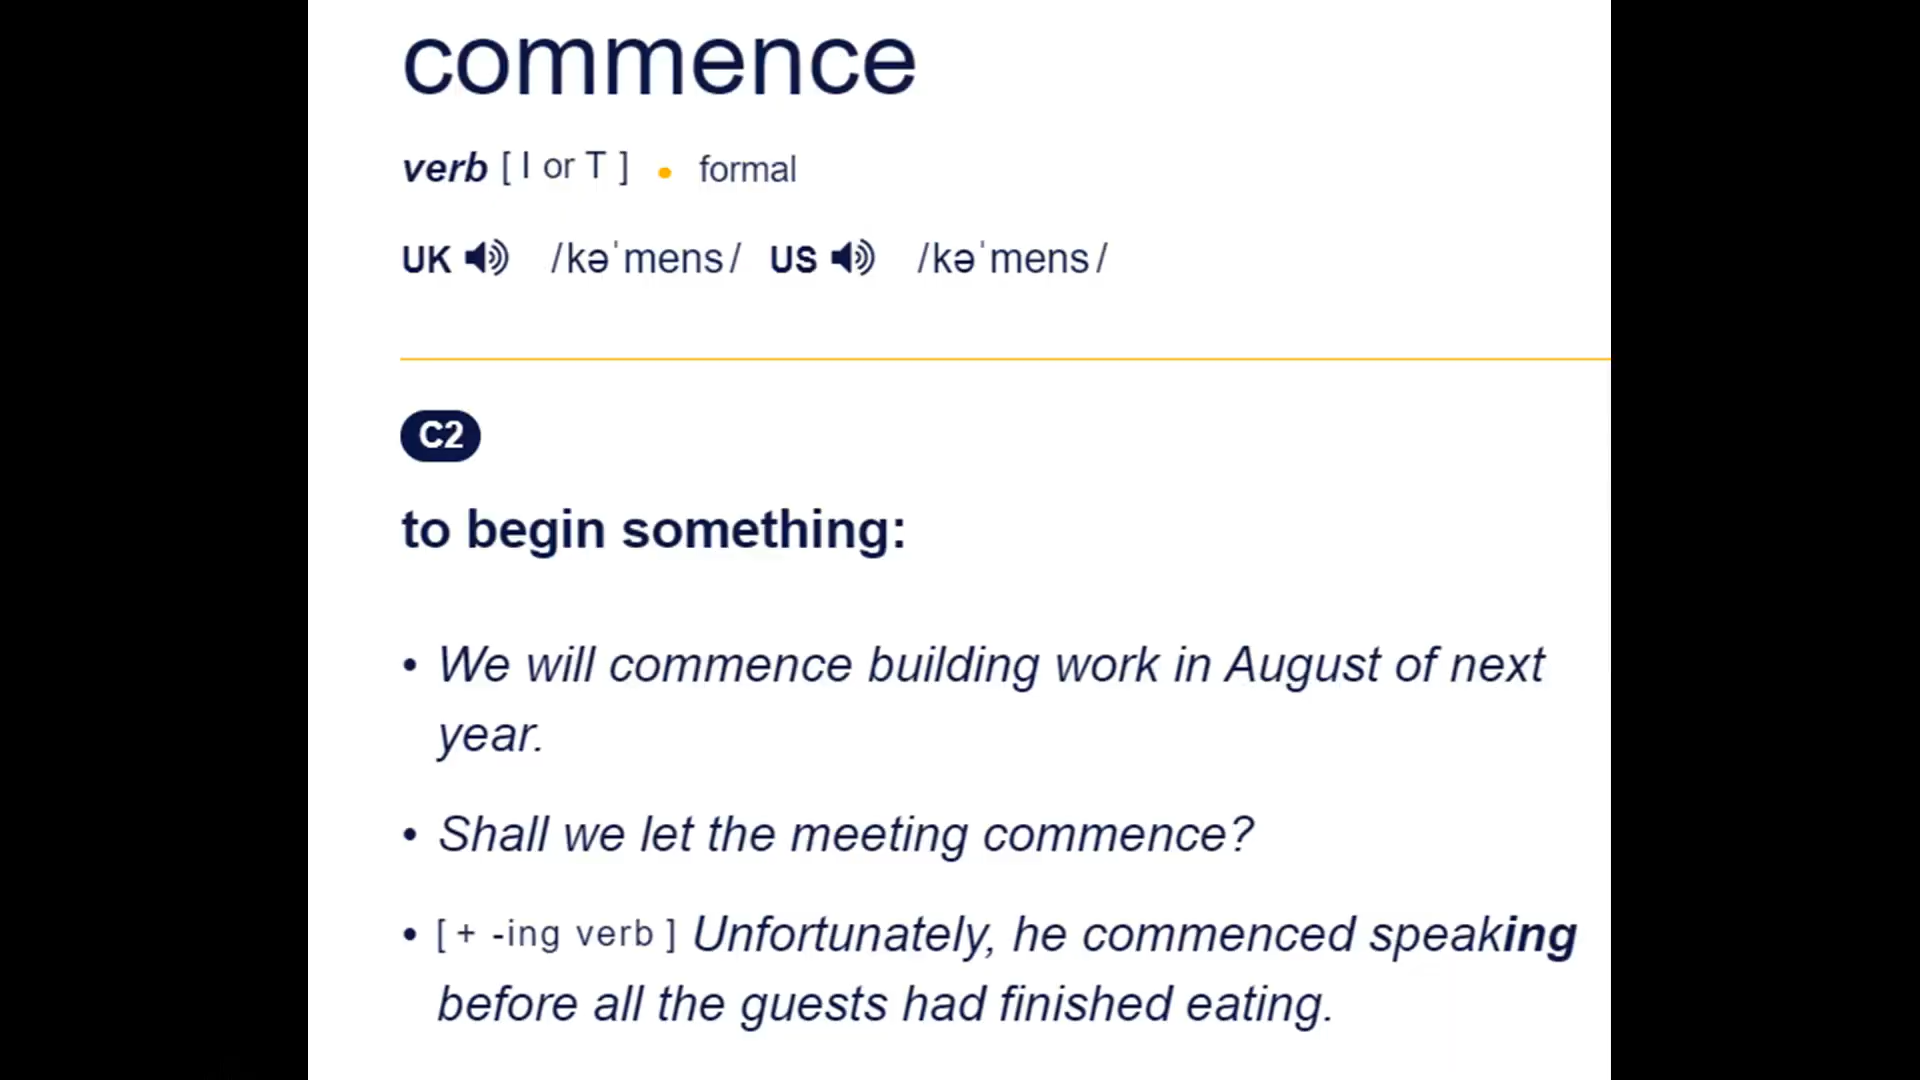 commence
verb [ I or T ] • formal
UK /kəˈmens/ US /kəˈmens/
C2
to begin something:
• We will commence building work in August of next
year.
• Shall we let the meeting commence?
• [ + -ing verb ] Unfortunately, he commenced speaking
before all the guests had finished eating.